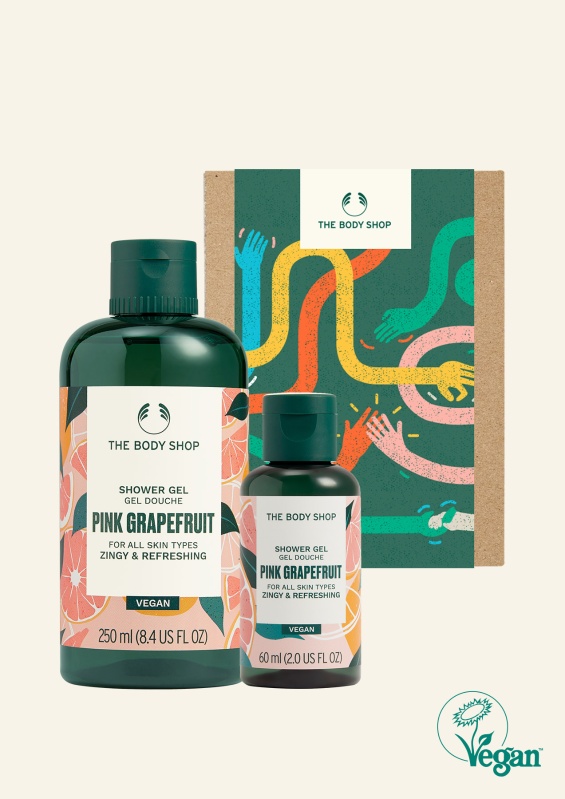 THE BODY SHOP
THE BODY SHOP
SHOWER GEL
GEL DOUCHE
PINK GRAPEFRUIT
FOR ALL SKIN TYPES
ZINGY & REFRESHING
VEGAN
250 ml (8.4 US FL OZ)
THE BODY SHOP
SHOWER GEL
GEL DOUCHE
PINK GRAPEFRUIT
FOR ALL SKIN TYPES
ZINGY & REFRESHING
VEGAN
60 ml (2.0 US FL OZ)
Vegan™